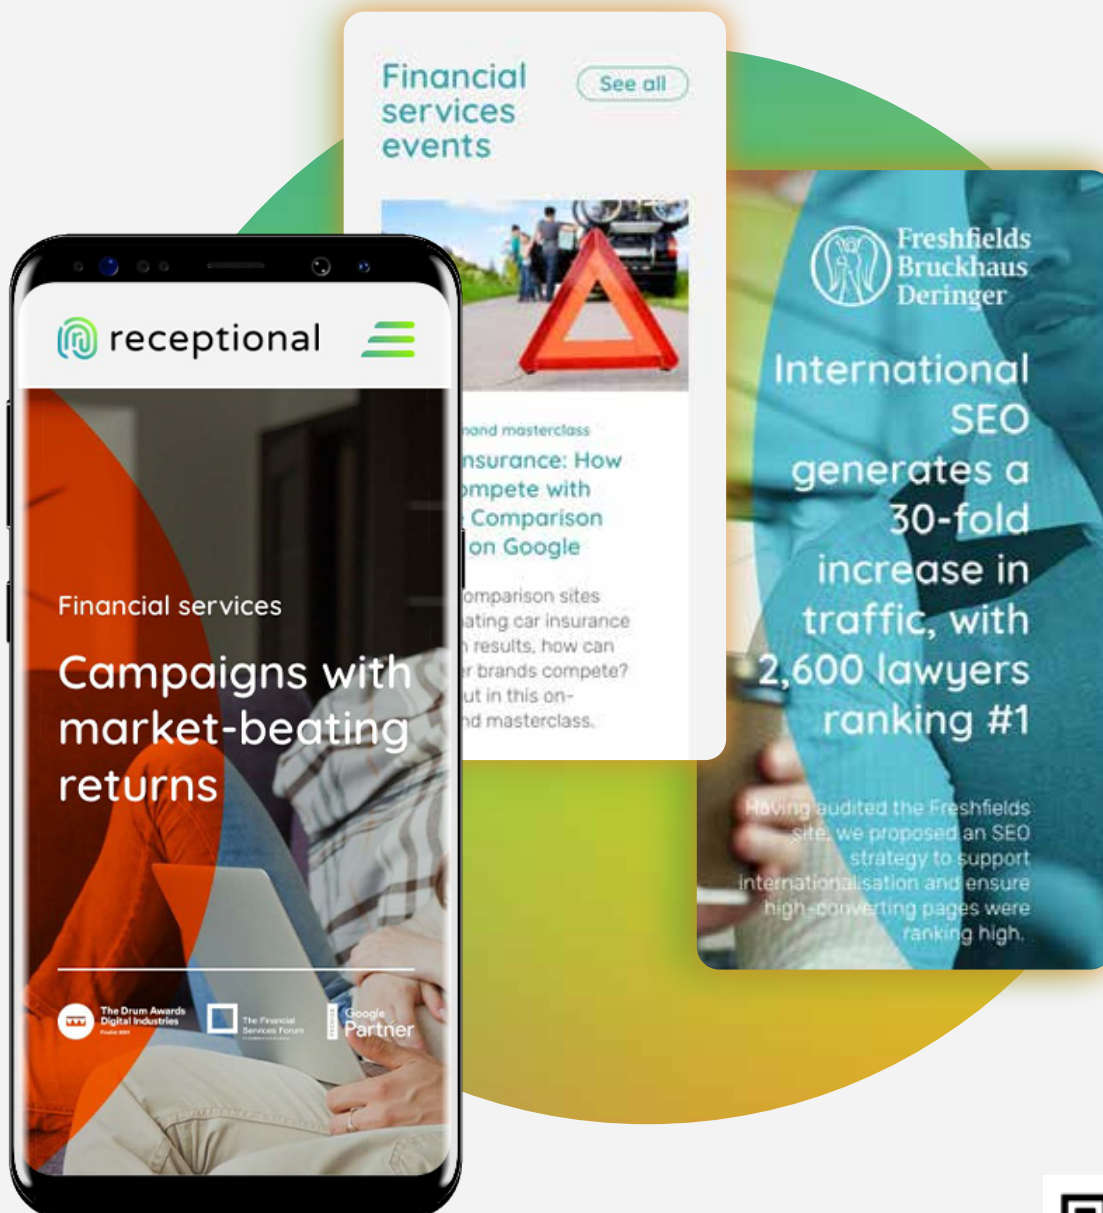 Financial
services
events
See all
receptional
Financial services
Campaigns with
market-beating
returns
The Drum Awards
Digital Industries
The Financial
Services Forum
Google
Partner
mand masterclass
nsurance: How
ompete with
Comparison
on Google
omparison sites
ating car insurance
results, how can
r brands compete?
ut in this on-
nd masterclass.
Freshfields
Bruckhaus
Deringer
International
SEO
generates a
30-fold
increase in
traffic, with
2,600 lawyers
ranking #1
Having audited the Freshfields
site, we proposed an SEO
strategy to support
internationalisation and ensure
high-converting pages were
ranking high.